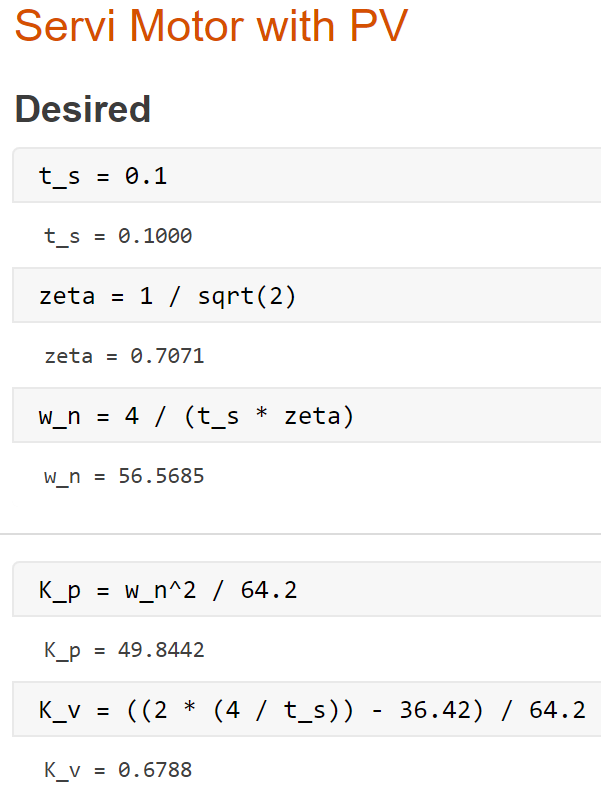 Servi Motor with PV
Desired
t_s = 0.1
t_s = 0.1000
zeta = 1 / sqrt(2)
zeta = 0.7071
w_n = 4 / (t_s * zeta)
w_n = 56.5685
K_p = w_n^2 / 64.2
K_p = 49.8442
K_v = ((2 * (4 / t_s)) - 36.42) / 64.2
K_v = 0.6788